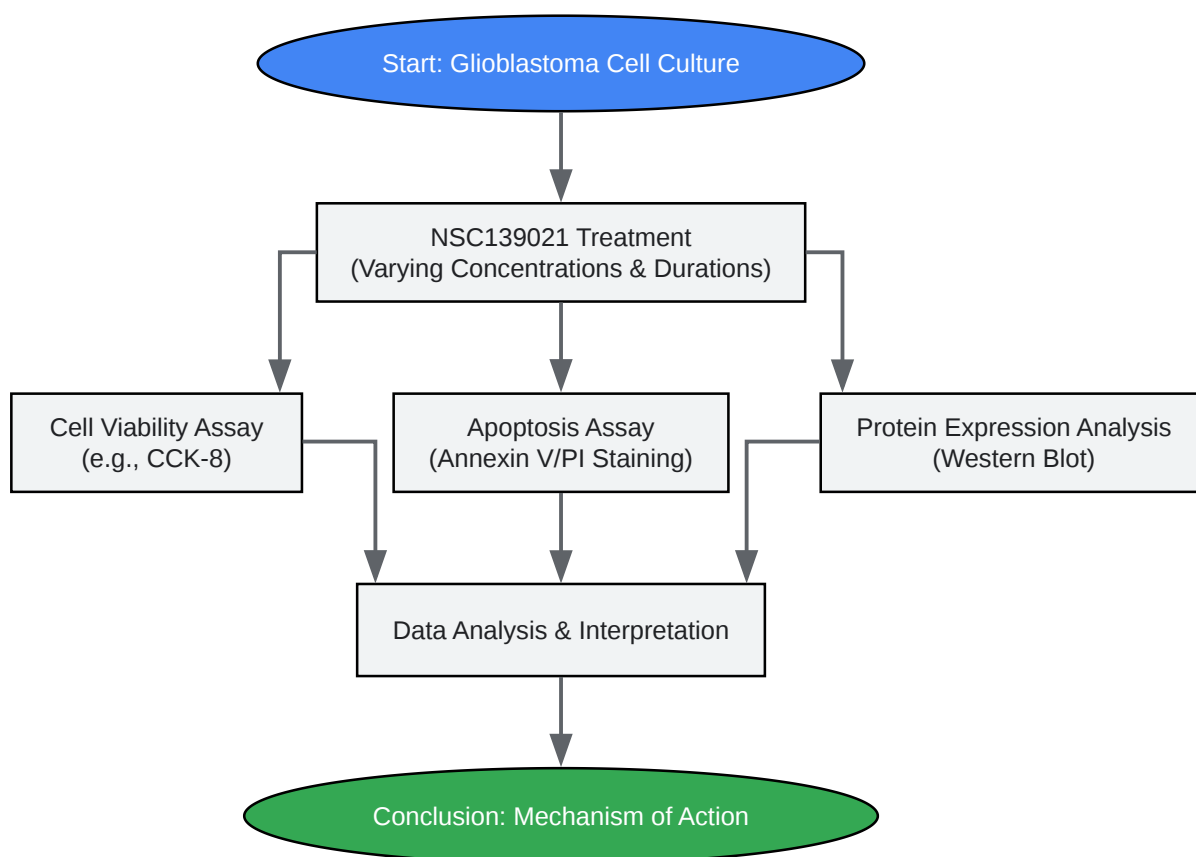 Start: Glioblastoma Cell Culture
NSC139021 Treatment
(Varying Concentrations & Durations)
Cell Viability Assay
(e.g., CCK-8)
Apoptosis Assay
(Annexin V/PI Staining)
Protein Expression Analysis
(Western Blot)
Data Analysis & Interpretation
Conclusion: Mechanism of Action